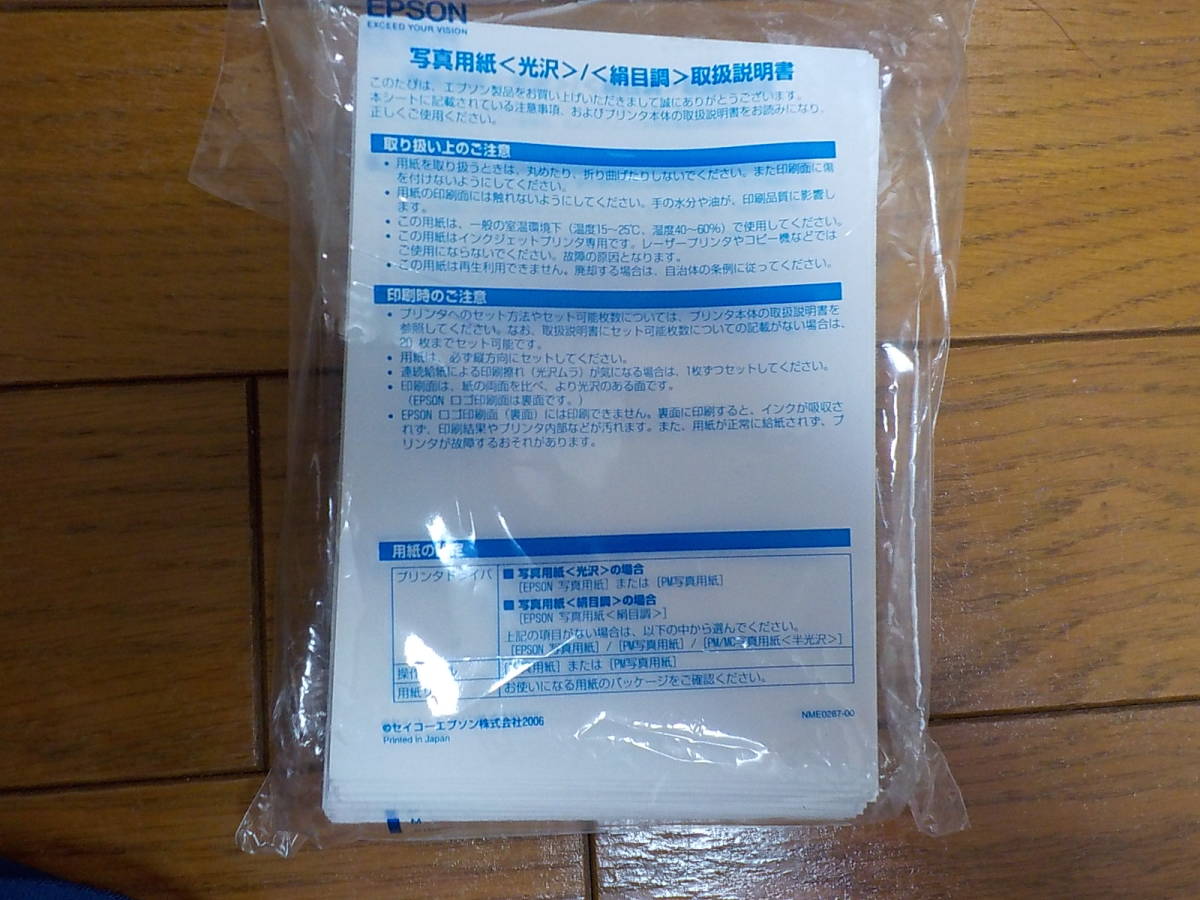 EPSON
EXCEED YOUR VISION
写真用紙<光沢>/<絹目調>取扱説明書
このたびは、エプソン製品をお買い上げいただきまして誠にありがとうございます。
本シートに記載されている注意事項、およびプリンタ本体の取扱説明書をお読みになり、
正しくご使用ください。
取り扱い上のご注意
• 用紙を取り扱うときは、丸めたり、折り曲げたりしないでください。また印刷面に傷
を付けないようにしてください。
• 用紙の印刷面には触れないようにしてください。手の水分や油が、印刷品質に影響し
ます。
• この用紙は、一般の室温環境下（温度15~25℃、湿度40~60%）で使用してください。
• この用紙はインクジェットプリンタ専用です。レーザープリンタやコピー機などでは
ご使用にならないでください。故障の原因となります。
• この用紙は再生利用できません。廃却する場合は、自治体の条例に従ってください。
印刷時のご注意
• プリンタへのセット方法やセット可能枚数については、プリンタ本体の取扱説明書を
参照してください。なお、取扱説明書にセット可能枚数についての記載がない場合は、
20 枚までセット可能です。
• 用紙は、必ず縦方向にセットしてください。
• 連続給紙による印刷擦れ（光沢ムラ）が気になる場合は、1枚ずつセットしてください。
• 印刷面は、紙の両面を比べ、より光沢のある面です。
（EPSON ロゴ印刷面は裏面です。）
• EPSON ロゴ印刷面（裏面）には印刷できません。裏面に印刷すると、インクが吸収さ
れず、印刷結果やプリンタ内部などが汚れます。また、用紙が正常に給紙されず、プ
リンタが故障するおそれがあります。
用紙の 定
プリンタド イバ
■ 写真用紙<光沢>の場合
[EPSON 写真用紙] または [PM写真用紙]
■ 写真用紙<絹目調>の場合
[EPSON 写真用紙<絹目調>]
上記の項目がない場合は、以下の中から選んでください。
[EPSON 写真用紙] / [PM写真用紙] / [PM/MC 真用紙<半光沢>]
操作 ル
用紙] または [PM写真用紙]
用紙
お使いになる用紙のパッケージをご確認ください。
©セイコーエプソン株式会社2006
Printed in Japan
NME0287-00